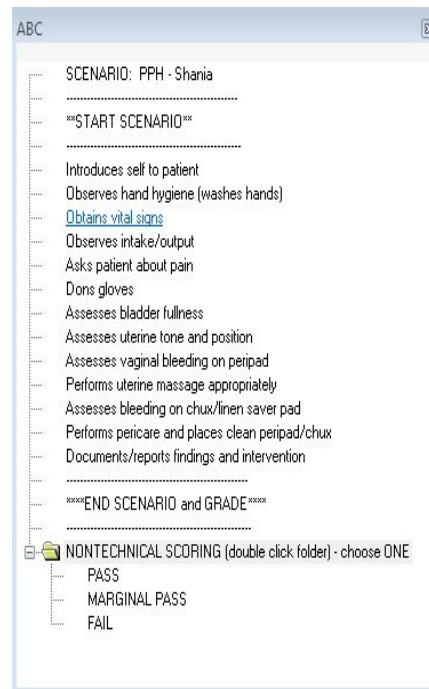 ABC
SCENARIO: PPH - Shania
--------------------------------------------------
**START SCENARIO**
---------------------------------------------------
Introduces self to patient
Observes hand hygiene (washes hands)
Obtains vital signs
Observes intake/output
Asks patient about pain
Dons gloves
Assesses bladder fullness
Assesses uterine tone and position
Assesses vaginal bleeding on peripad
Performs uterine massage appropriately
Assesses bleeding on chux/linen saver pad
Performs pericare and places clean peripad/chux
Documents/reports findings and intervention
-----------------------------------------------------
****END SCENARIO and GRADE****
------------------------------------------------------
NONTECHNICAL SCORING (double click folder) - choose ONE
PASS
MARGINAL PASS
FAIL